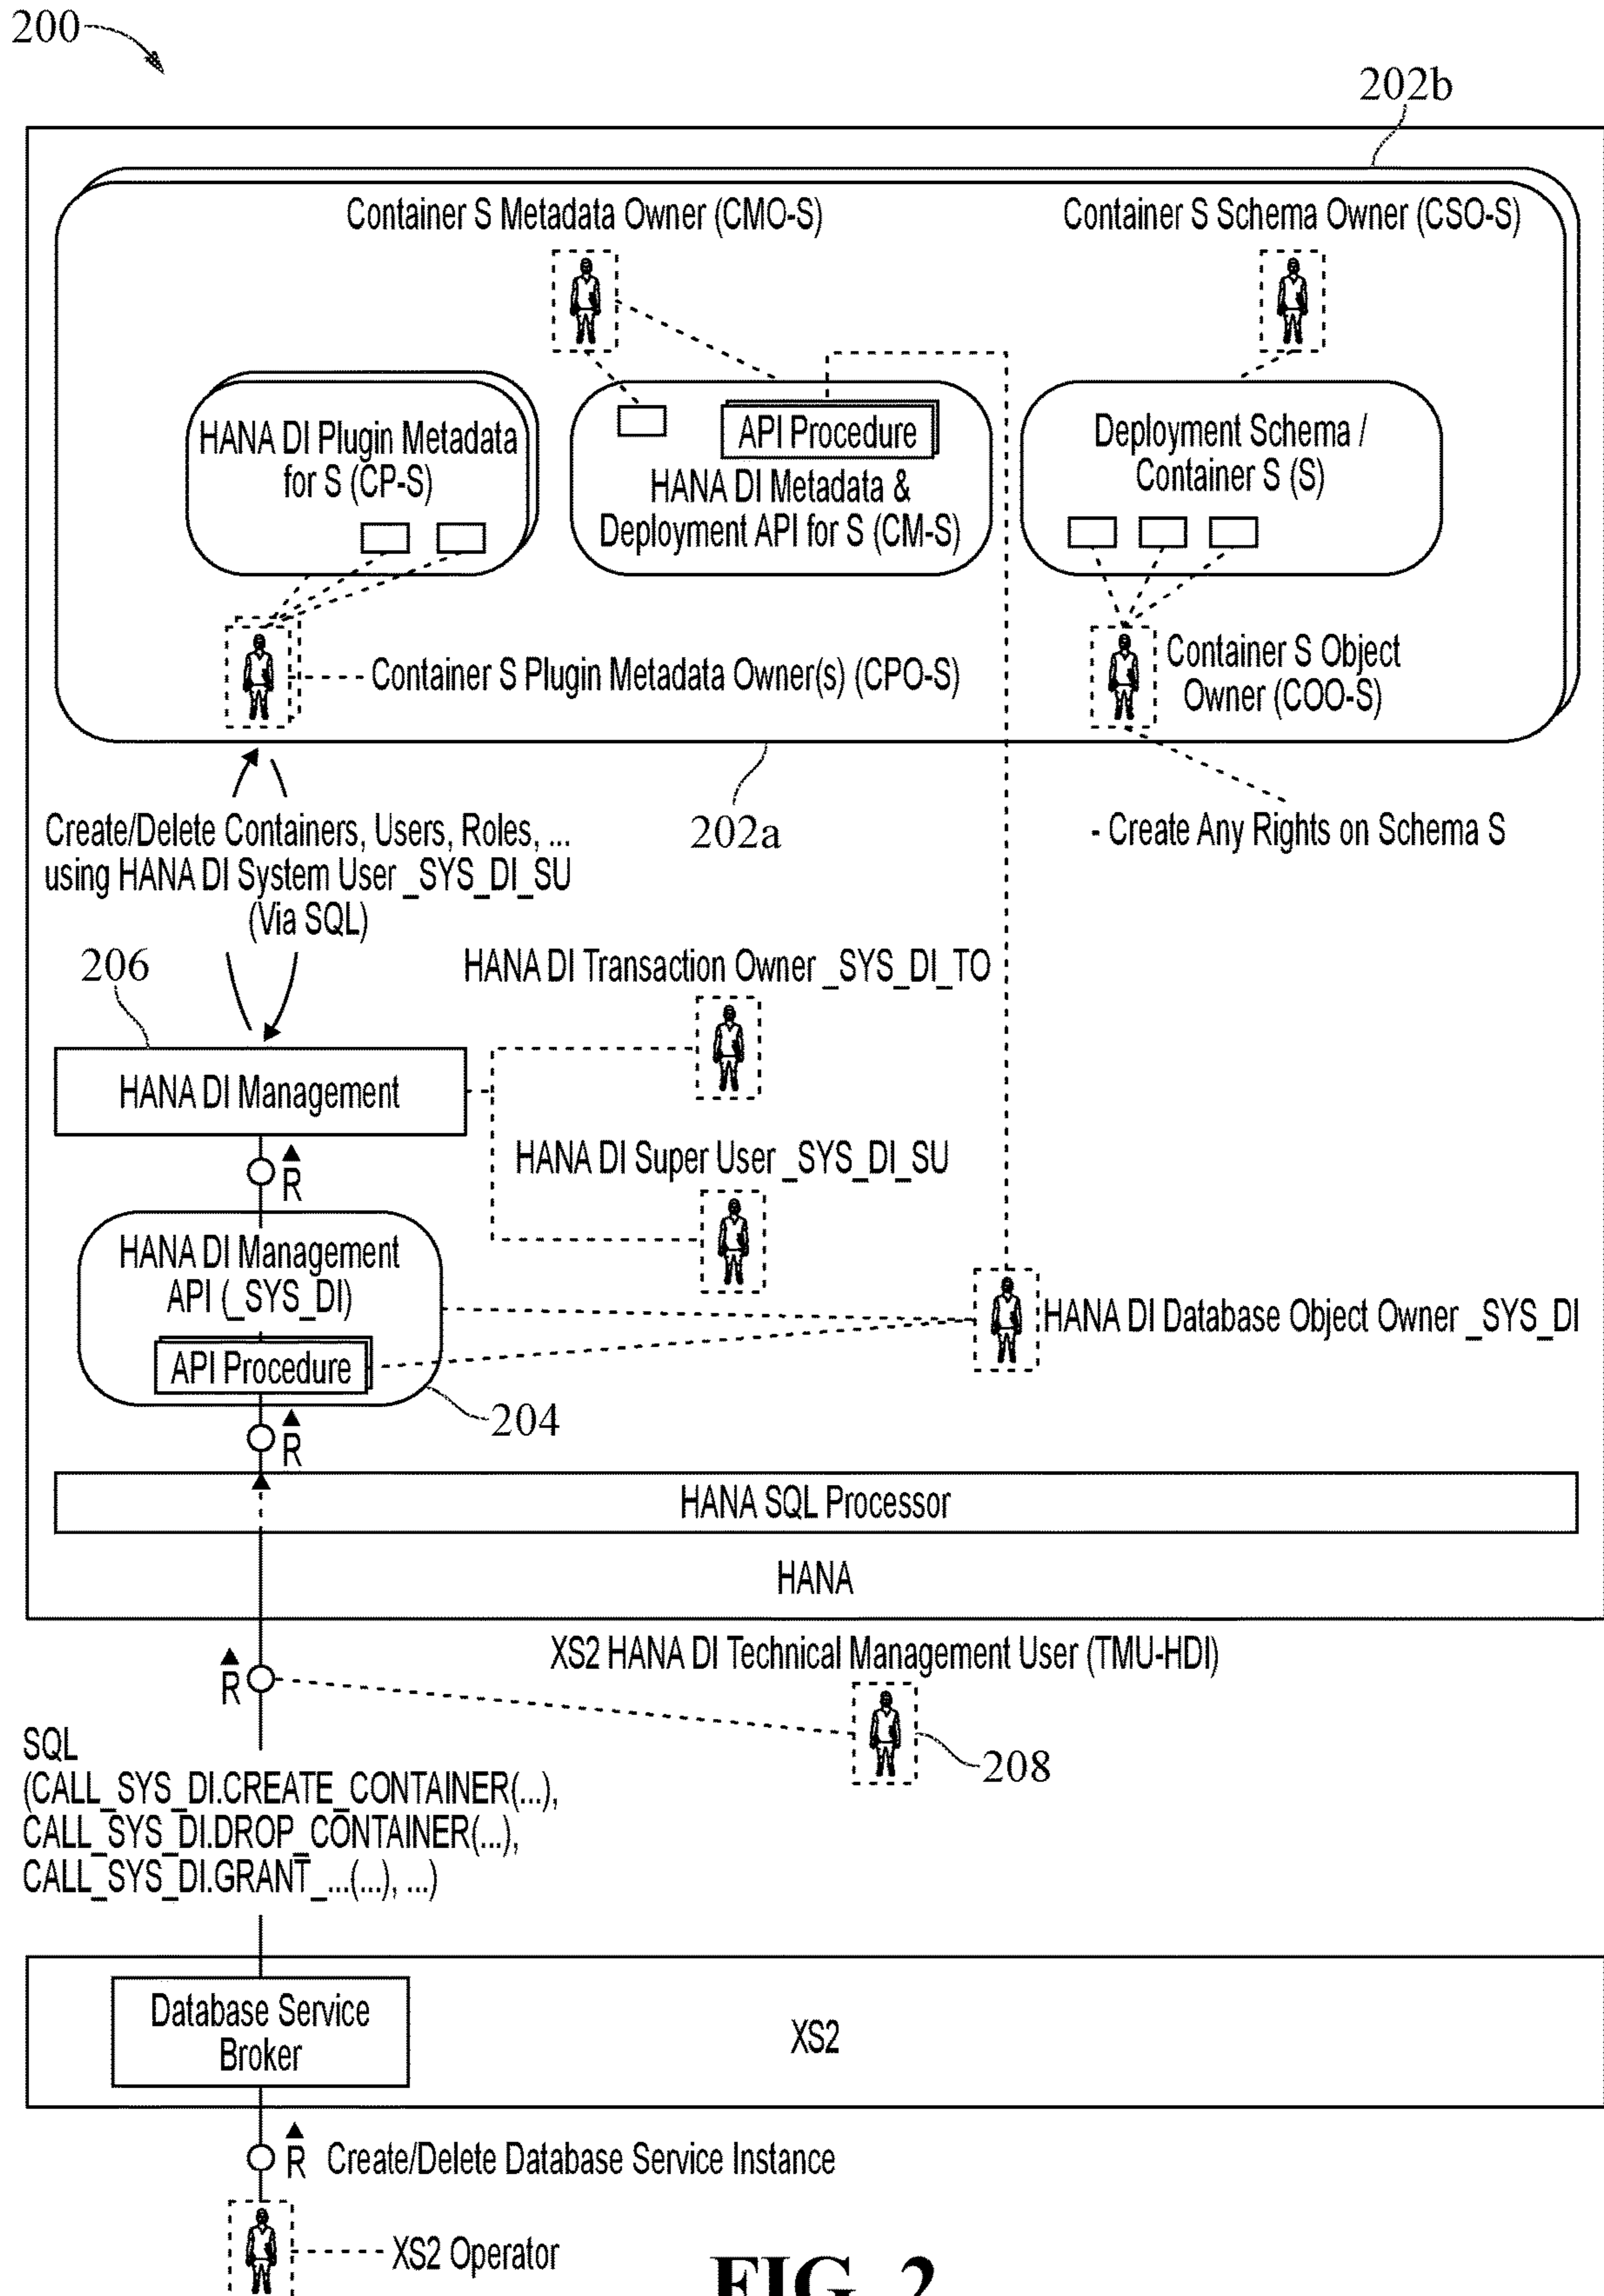 200
202b
Container S Metadata Owner (CMO-S)
Container S Schema Owner (CSO-S)
HANA DI Plugin Metadata
for S (CP-S)
API Procedure
HANA DI Metadata &
Deployment API for S (CM-S)
Deployment Schema /
Container S (S)
Container S Plugin Metadata Owner(s) (CPO-S)
Container S Object
Owner (COO-S)
202a
- Create Any Rights on Schema S
Create/Delete Containers, Users, Roles, ...
using HANA DI System User _SYS_DI_SU
(Via SQL)
206
HANA DI Transaction Owner _SYS_DI_TO
HANA DI Management
R
HANA DI Super User _SYS_DI_SU
HANA DI Management
API (_SYS_DI)
API Procedure
HANA DI Database Object Owner _SYS_DI
204
R
HANA SQL Processor
HANA
XS2 HANA DI Technical Management User (TMU-HDI)
R
208
SQL
(CALL_SYS_DI.CREATE_CONTAINER(...),
CALL_SYS_DI.DROP_CONTAINER(...),
CALL_SYS_DI.GRANT_...(...), ...)
Database Service
Broker
XS2
R
Create/Delete Database Service Instance
XS2 Operator
FIG. 2